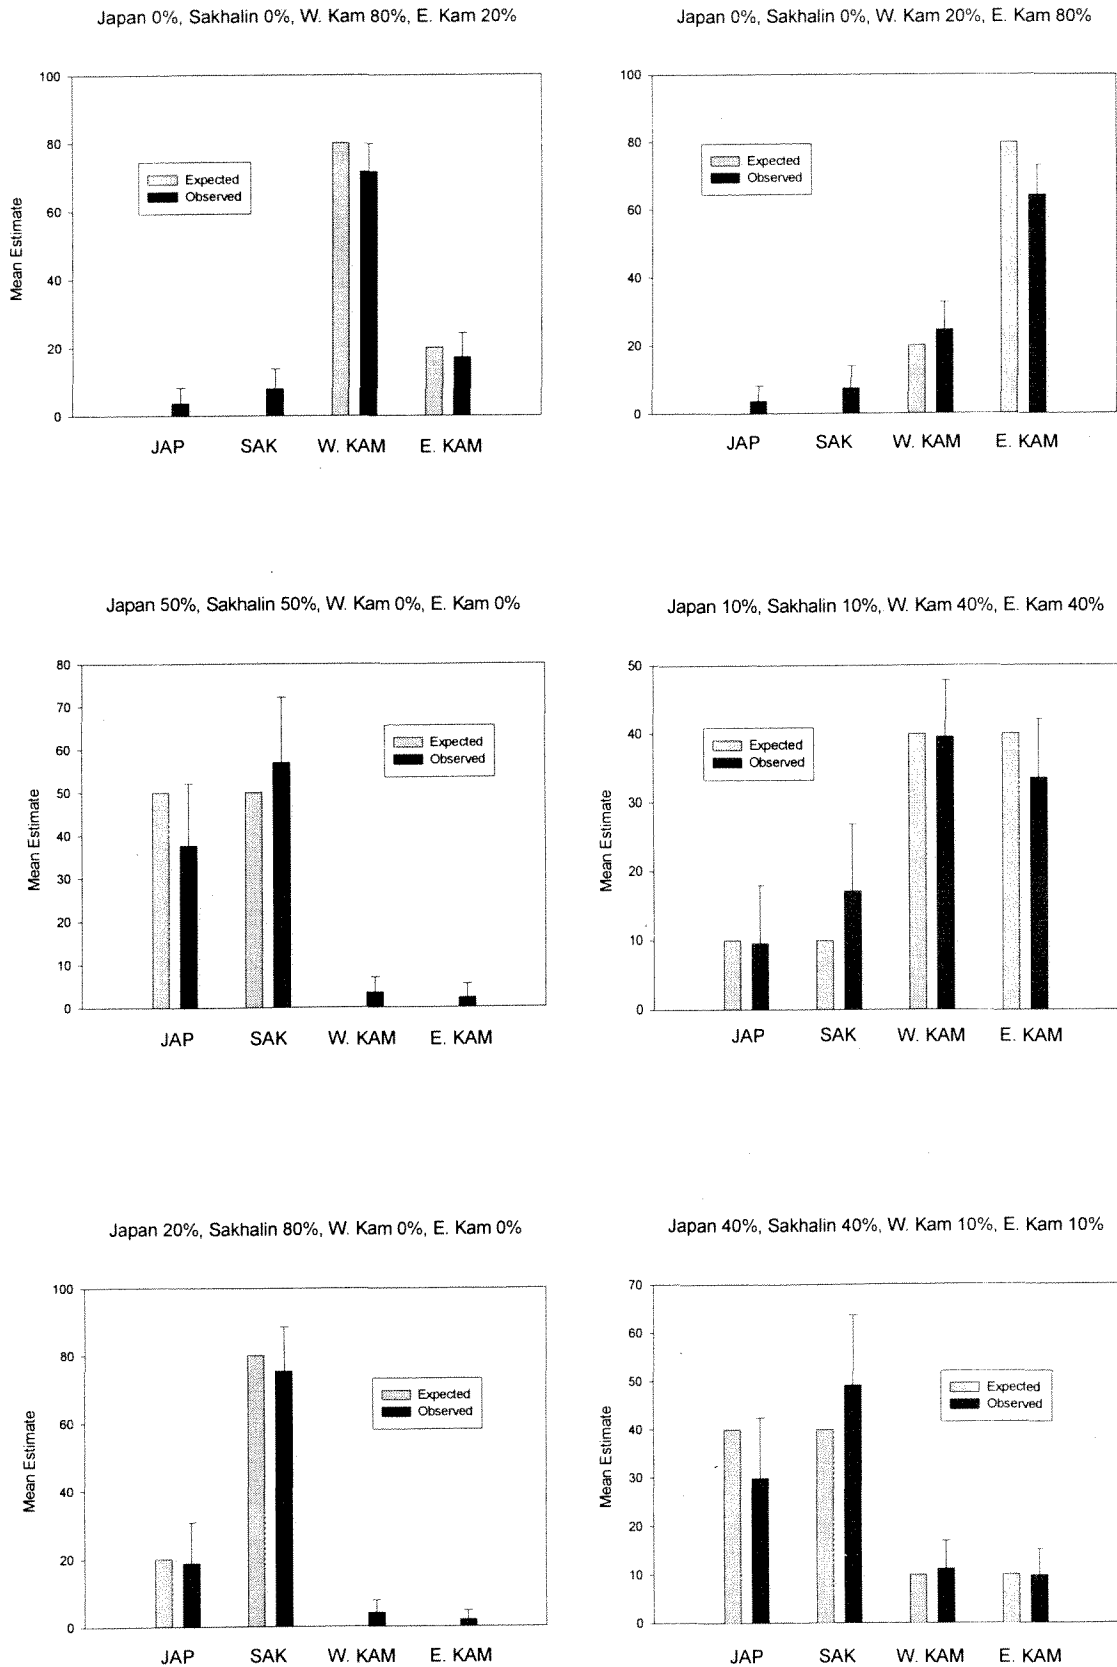 Japan 0%, Sakhalin 0%, W. Kam 80%, E. Kam 20%
100
80
60
40
20
0
Mean Estimate
Expected
Observed
JAP SAK W. KAM E. KAM
Japan 0%, Sakhalin 0%, W. Kam 20%, E. Kam 80%
100
80
60
40
20
0
Expected
Observed
JAP SAK W. KAM E. KAM
Japan 50%, Sakhalin 50%, W. Kam 0%, E. Kam 0%
80
70
60
50
40
30
20
10
0
Mean Estimate
Expected
Observed
JAP SAK W. KAM E. KAM
Japan 10%, Sakhalin 10%, W. Kam 40%, E. Kam 40%
50
40
30
20
10
0
Mean Estimate
Expected
Observed
JAP SAK W. KAM E. KAM
Japan 20%, Sakhalin 80%, W. Kam 0%, E. Kam 0%
100
80
60
40
20
0
Mean Estimate
Expected
Observed
JAP SAK W. KAM E. KAM
Japan 40%, Sakhalin 40%, W. Kam 10%, E. Kam 10%
70
60
50
40
30
20
10
0
Mean Estimate
Expected
Observed
JAP SAK W. KAM E. KAM